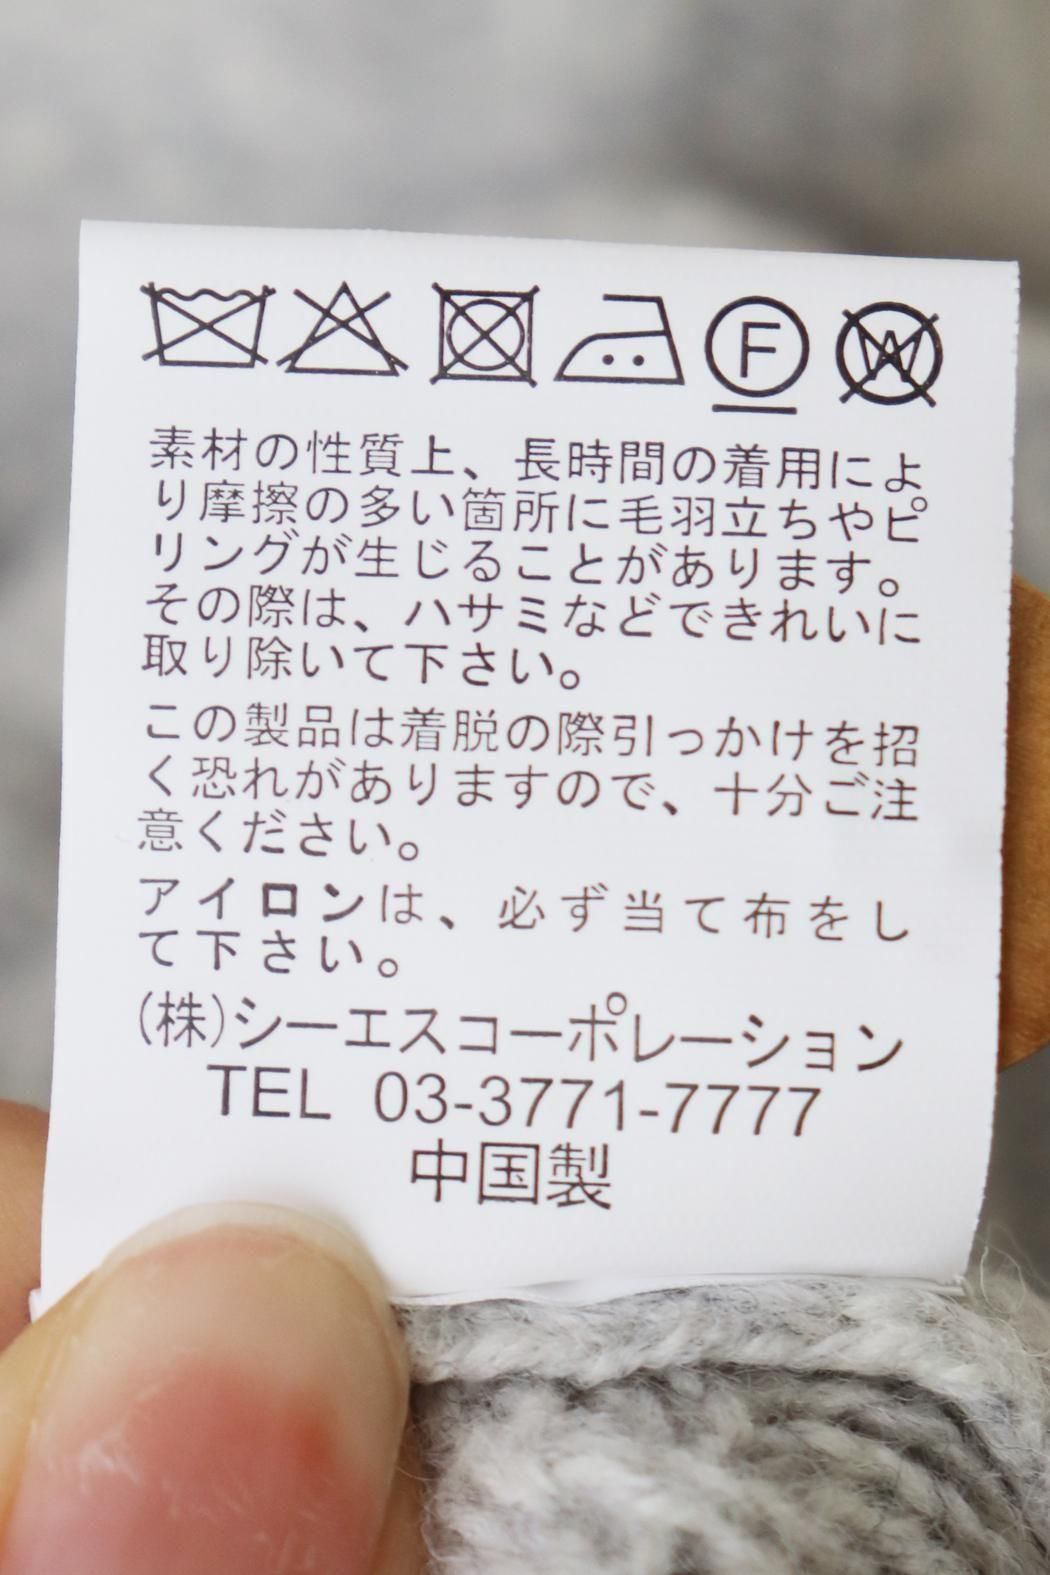 F W
素材の性質上、長時間の着用によ
り摩擦の多い箇所に毛羽立ちやピ
リングが生じることがあります。
その際は、ハサミなどできれいに
取り除いて下さい。
この製品は着脱の際引っかけを招
く恐れがありますので、十分ご注
意ください。
アイロンは、必ず当て布をし
て下さい。
(株)シーエスコーポレーション
TEL 03-3771-7777
中国製